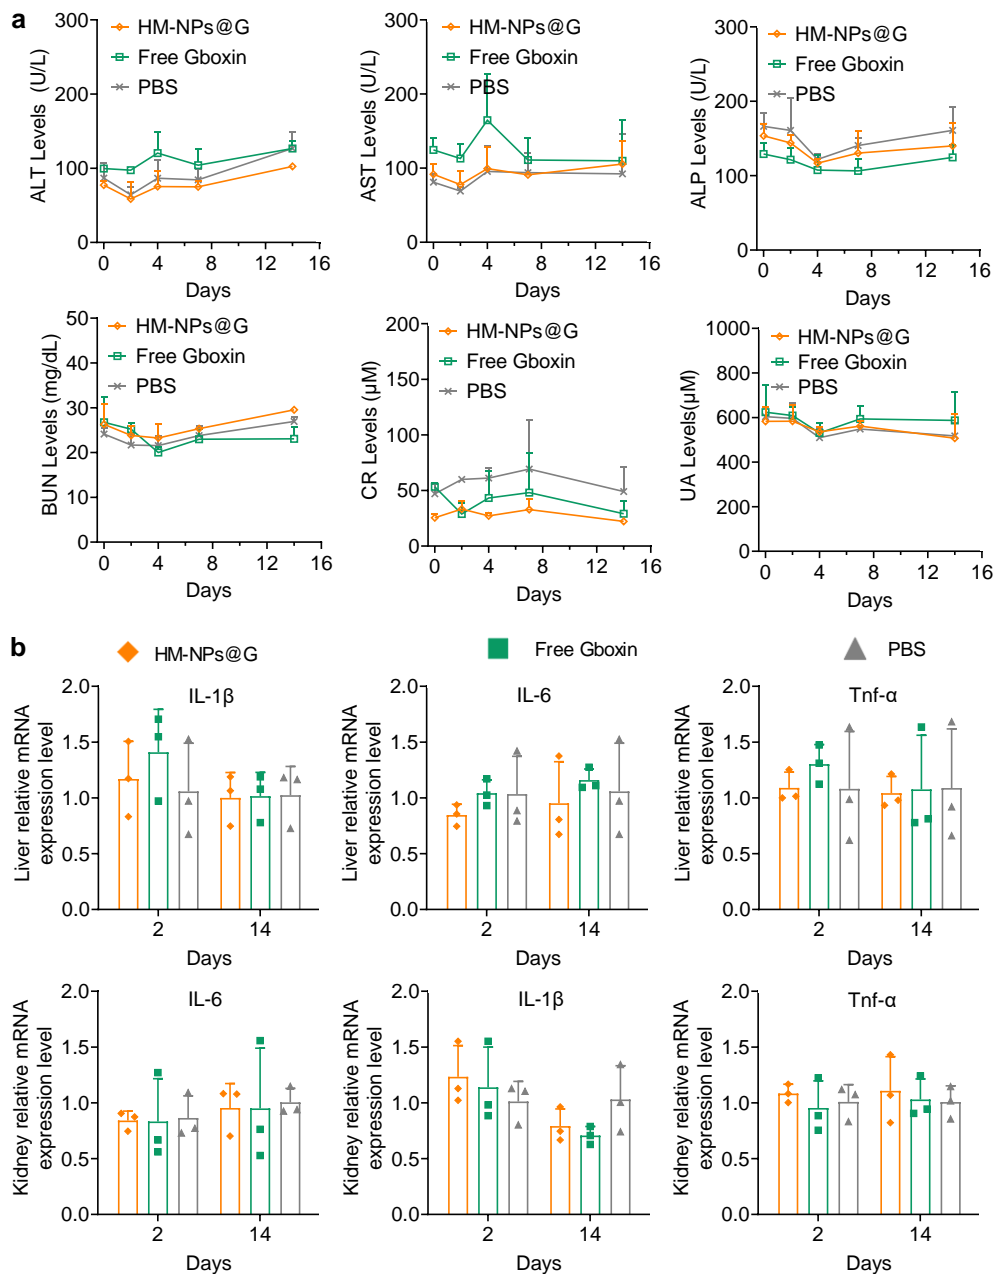 a
ALT Levels (U/L)
300
200
100
0
HM-NPs@G
Free Gboxin
PBS
0 4 8 12 16
Days
AST Levels (U/L)
300
200
100
0
HM-NPs@G
Free Gboxin
PBS
0 4 8 12 16
Days
ALP Levels (U/L)
300
200
100
0
HM-NPs@G
Free Gboxin
PBS
0 4 8 12 16
Days
BUN Levels (mg/dL)
50
40
30
20
10
0
HM-NPs@G
Free Gboxin
PBS
0 4 8 12 16
Days
CR Levels (µM)
200
150
100
50
0
HM-NPs@G
Free Gboxin
PBS
0 4 8 12 16
Days
UA Levels(µM)
1000
800
600
400
200
0
HM-NPs@G
Free Gboxin
PBS
0 4 8 12 16
Days
b
HM-NPs@G
Free Gboxin
PBS
IL-1β
Liver relative mRNA
expression level
2.0
1.5
1.0
0.5
0.0
2 14
Days
IL-6
Liver relative mRNA
expression level
2.0
1.5
1.0
0.5
0.0
2 14
Days
Tnf-α
Liver relative mRNA
expression level
2.0
1.5
1.0
0.5
0.0
2 14
Days
IL-6
Kidney relative mRNA
expression level
2.0
1.5
1.0
0.5
0.0
2 14
Days
IL-1β
Kidney relative mRNA
expression level
2.0
1.5
1.0
0.5
0.0
2 14
Days
Tnf-α
Kidney relative mRNA
expression level
2.0
1.5
1.0
0.5
0.0
2 14
Days